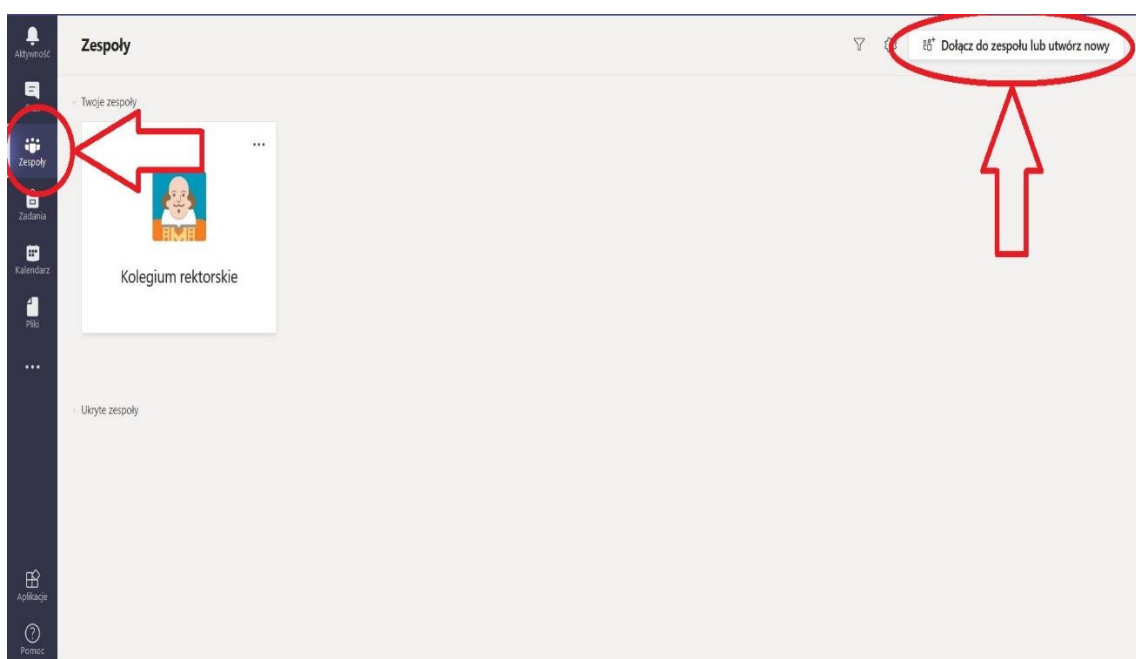 Aktywność
Zespoły
Zadania
Kalendarz
Pliki
Aplikacje
Pomoc
Zespoły
Dołącz do zespołu lub utwórz nowy
Twoje zespoły
Kolegium rektorskie
Ukryte zespoły